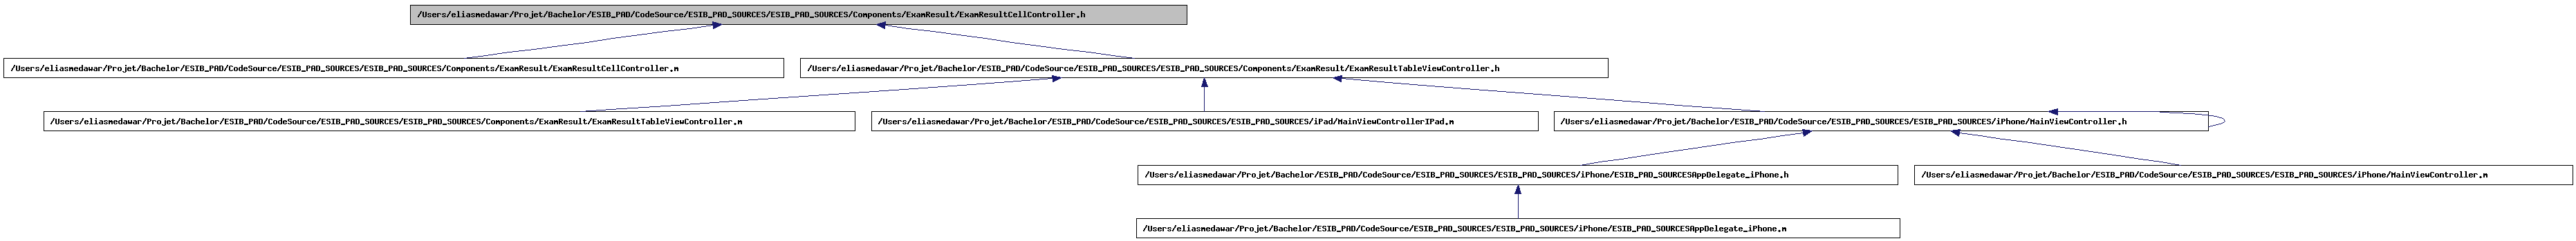 /Users/eliasmedawar/Projet/Bachelor/ESIB_PAD/CodeSource/ESIB_PAD_SOURCES/ESIB_PAD_SOURCES/Components/ExamResult/ExamResultCellController.h
/Users/eliasmedawar/Projet/Bachelor/ESIB_PAD/CodeSource/ESIB_PAD_SOURCES/ESIB_PAD_SOURCES/Components/ExamResult/ExamResultCellController.m
/Users/eliasmedawar/Projet/Bachelor/ESIB_PAD/CodeSource/ESIB_PAD_SOURCES/ESIB_PAD_SOURCES/Components/ExamResult/ExamResultTableViewController.h
/Users/eliasmedawar/Projet/Bachelor/ESIB_PAD/CodeSource/ESIB_PAD_SOURCES/ESIB_PAD_SOURCES/Components/ExamResult/ExamResultTableViewController.m
/Users/eliasmedawar/Projet/Bachelor/ESIB_PAD/CodeSource/ESIB_PAD_SOURCES/ESIB_PAD_SOURCES/iPad/MainViewControllerIPad.m
/Users/eliasmedawar/Projet/Bachelor/ESIB_PAD/CodeSource/ESIB_PAD_SOURCES/ESIB_PAD_SOURCES/iPhone/MainViewController.h
/Users/eliasmedawar/Projet/Bachelor/ESIB_PAD/CodeSource/ESIB_PAD_SOURCES/ESIB_PAD_SOURCES/iPhone/ESIB_PAD_SOURCESAppDelegate_iPhone.h
/Users/eliasmedawar/Projet/Bachelor/ESIB_PAD/CodeSource/ESIB_PAD_SOURCES/ESIB_PAD_SOURCES/iPhone/MainViewController.m
/Users/eliasmedawar/Projet/Bachelor/ESIB_PAD/CodeSource/ESIB_PAD_SOURCES/ESIB_PAD_SOURCES/iPhone/ESIB_PAD_SOURCESAppDelegate_iPhone.m